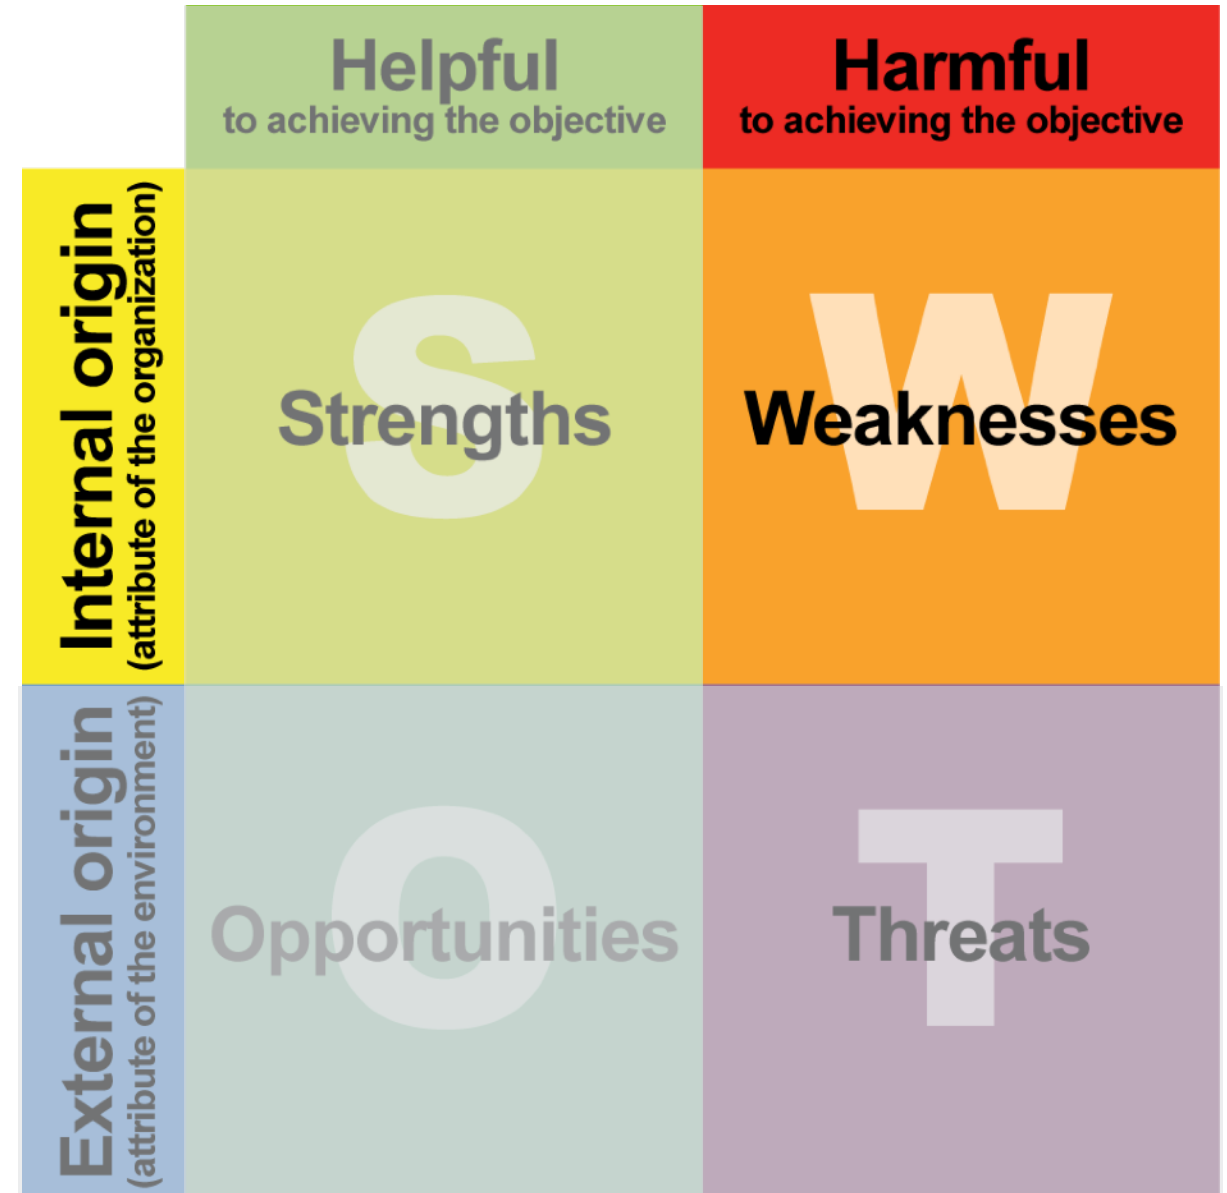 Helpful
to achieving the objective
Harmful
to achieving the objective
Internal origin
(attribute of the organization)
S
Strengths
W
Weaknesses
External origin
(attribute of the environment)
O
Opportunities
T
Threats